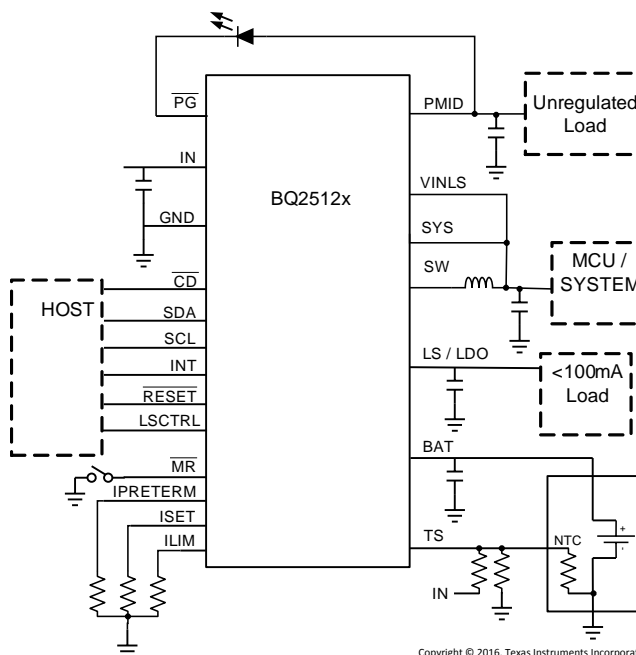 PG
PMID
Unregulated
Load
IN
BQ2512x
VINLS
GND
SYS
MCU /
SYSTEM
SW
CD
HOST
SDA
SCL
LS / LDO
<100mA
Load
INT
RESET
LSCTRL
BAT
MR
IPRETERM
ISET
TS
NTC
+
-
ILIM
IN
Copyright © 2016, Texas Instruments Incorporat